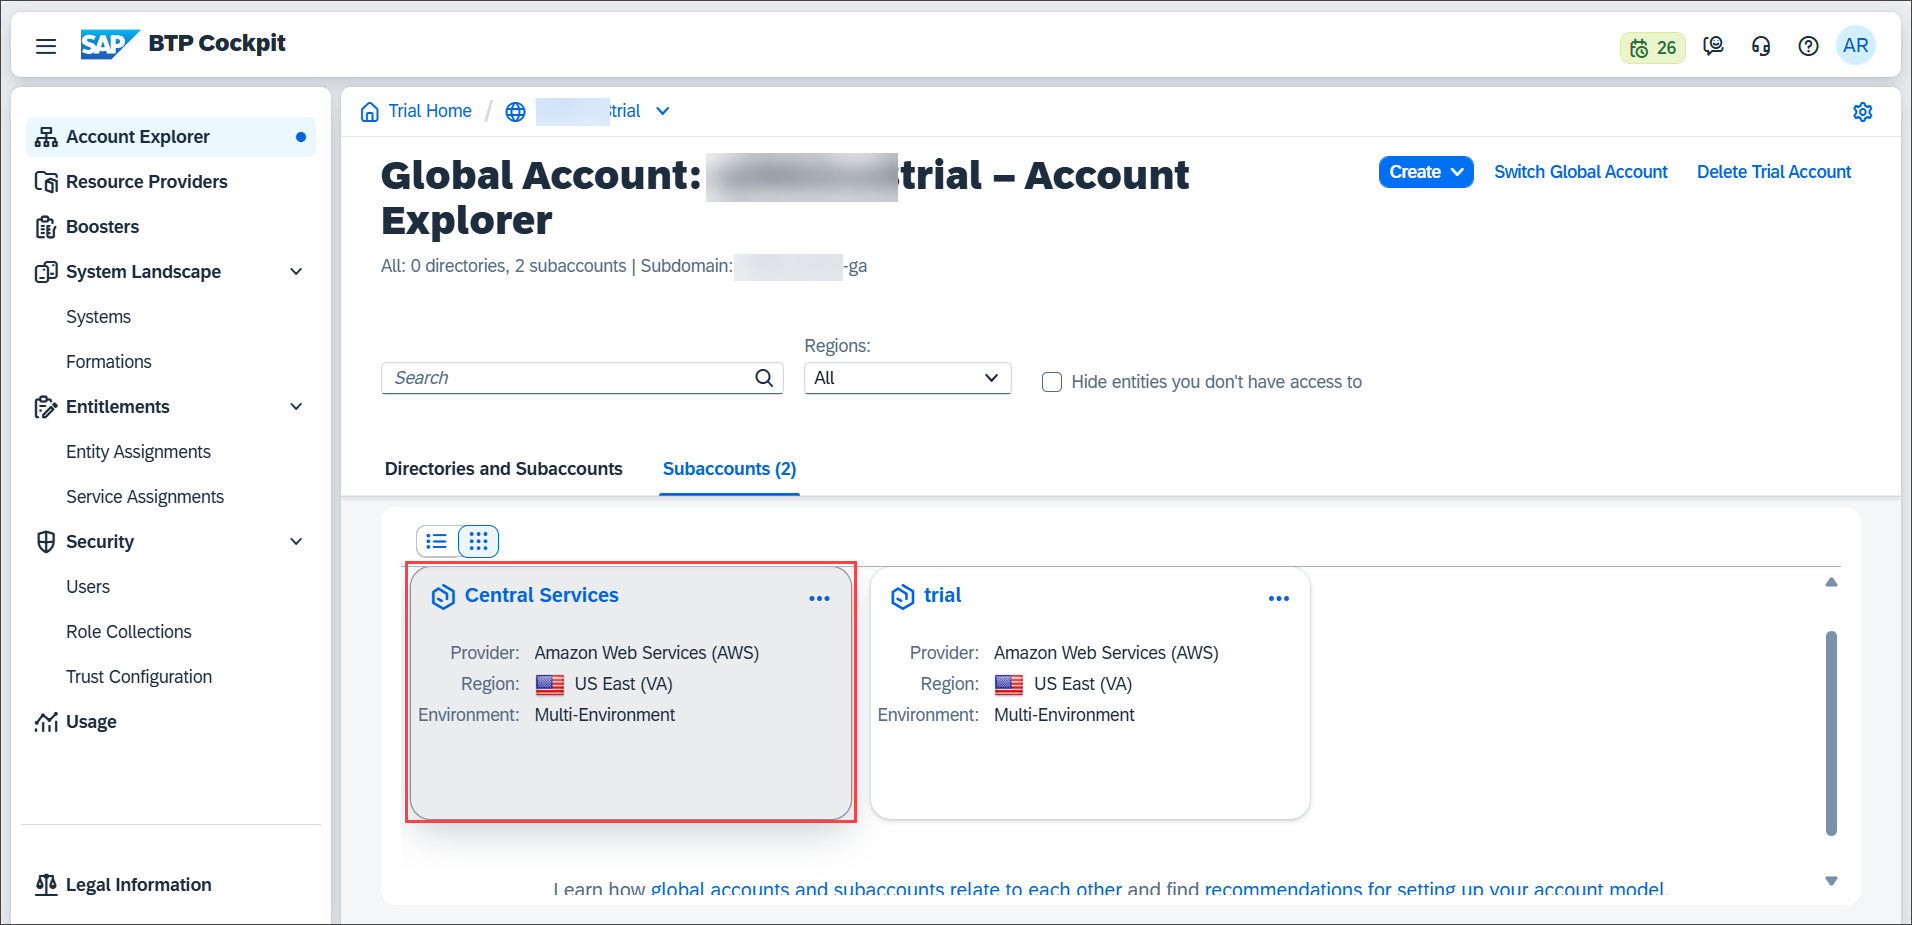 SAP BTP Cockpit
26
AR
Account Explorer
Resource Providers
Boosters
System Landscape
Systems
Formations
Entitlements
Entity Assignments
Service Assignments
Security
Users
Role Collections
Trust Configuration
Usage
Legal Information
Trial Home / trial
Global Account: trial – Account
Explorer
Create
Switch Global Account
Delete Trial Account
All: 0 directories, 2 subaccounts | Subdomain: -ga
Regions:
Search
All
Hide entities you don't have access to
Directories and Subaccounts
Subaccounts (2)
Central Services
Provider: Amazon Web Services (AWS)
Region: US East (VA)
Environment: Multi-Environment
trial
Provider: Amazon Web Services (AWS)
Region: US East (VA)
Environment: Multi-Environment
Learn how global accounts and subaccounts relate to each other and find recommendations for setting up your account model.